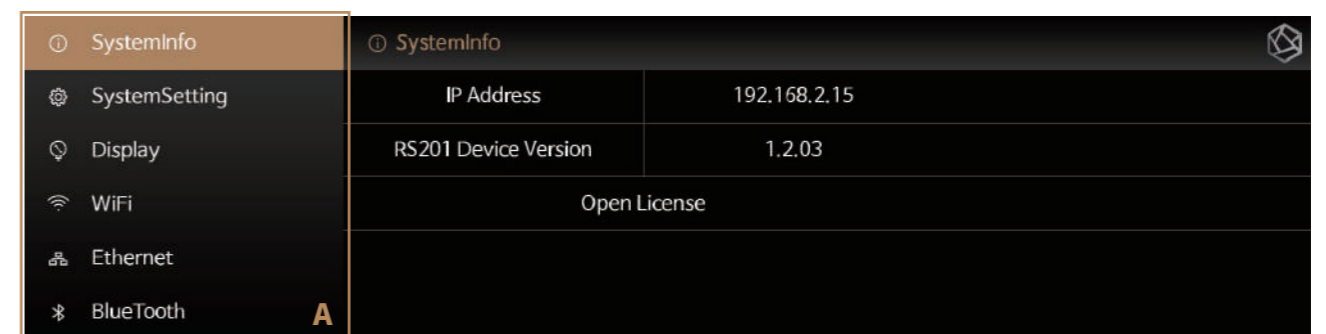 SystemInfo
SystemSetting
Display
WiFi
Ethernet
BlueTooth
A
SystemInfo
IP Address 192.168.2.15
RS201 Device Version 1.2.03
Open License